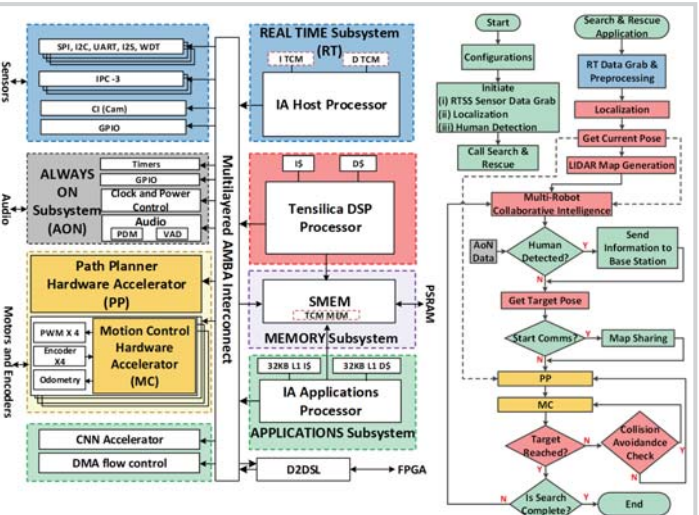 Sensors
SPI, I2C, UART, I2S, WDT
IPC -3
CI (Cam)
GPIO
Audio
ALWAYS
ON
Subsystem
(AON)
Timers
GPIO
Clock and Power
Control
Audio
PDM
VAD
Motors and Encoders
Path Planner
Hardware Accelerator
(PP)
PWM X 4
Encoder
X4
Odometry
Motion Control
Hardware
Accelerator
(MC)
CNN Accelerator
DMA flow control
Multilayered AMBA Interconnect
REAL TIME Subsystem
(RT)
I TCM
D TCM
IA Host Processor
I$
D$
Tensilica DSP
Processor
SMEM
TCM MEM
MEMORY Subsystem
PSRAM
32KB L1 I$
32KB L1 D$
IA Applications
Processor
APPLICATIONS Subsystem
D2DSL
FPGA
Start
Configurations
Initiate
(i) RTSS Sensor Data Grab
(ii) Localization
(iii) Human Detection
Call Search &
Rescue
Search & Rescue
Application
RT Data Grab &
Preprocessing
Localization
Get Current Pose
LIDAR Map Generation
Multi-Robot
Collaborative Intelligence
AoN
Data
Human
Detected?
Y
Send
Information to
Base Station
N
Get Target Pose
Start Comms?
Y
Map Sharing
N
PP
MC
Target
Reached?
N
Collision
Avoidandce
Check
Y
Y
N
N
Is Search
Complete?
Y
End